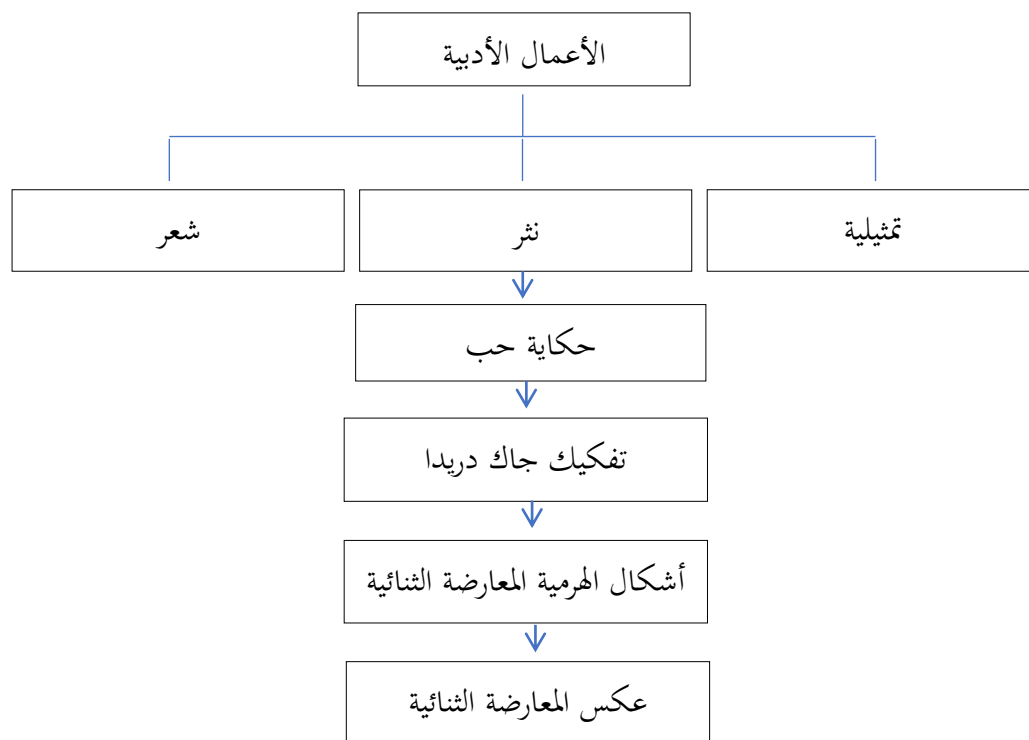 الأعمال الأدبية
تمثيلية
نثر
شعر
حكاية حب
تفكيك جاك دريدا
أشكال الهرمية المعارضة الثنائية
عكس المعارضة الثنائية